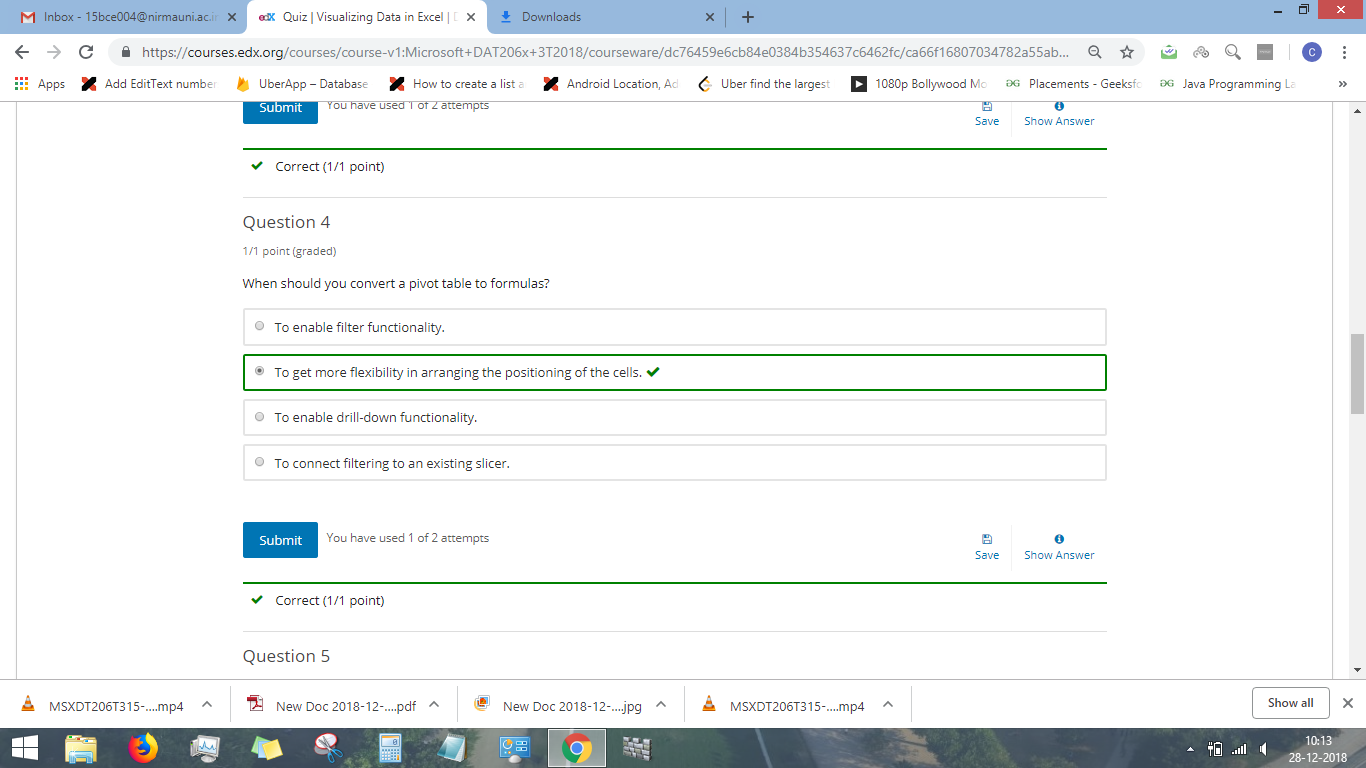 Inbox - 15bce004@nirmauni.ac.in
edX Quiz | Visualizing Data in Excel | D
Downloads
https://courses.edx.org/courses/course-v1:Microsoft+DAT206x+3T2018/courseware/dc76459e6cb84e0384b354637c6462fc/ca66f16807034782a55ab...
C
Apps
Add EditText number
UberApp – Database
How to create a list a
Android Location, Ad
Uber find the largest
1080p Bollywood Mo
Placements - Geeksfo
Java Programming La
»
Submit
You have used 1 of 2 attempts
Save
Show Answer
Correct (1/1 point)
Question 4
1/1 point (graded)
When should you convert a pivot table to formulas?
To enable filter functionality.
To get more flexibility in arranging the positioning of the cells.
To enable drill-down functionality.
To connect filtering to an existing slicer.
Submit
You have used 1 of 2 attempts
Save
Show Answer
Correct (1/1 point)
Question 5
MSXDT206T315-....mp4
New Doc 2018-12-....pdf
New Doc 2018-12-....jpg
MSXDT206T315-....mp4
Show all
10:13
28-12-2018